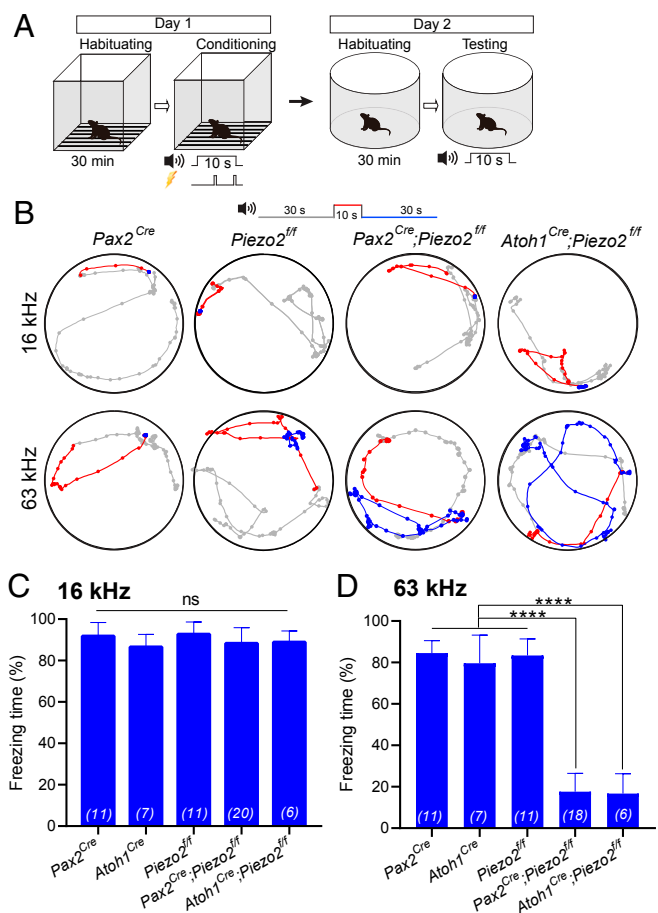 A
Day 1
Day 2
Habituating
Conditioning
Habituating
Testing
30 min
10 s
30 min
10 s
B
30 s
10 s
30 s
Pax2Cre
Piezo2f/f
Pax2Cre;Piezo2f/f
Atoh1Cre;Piezo2f/f
16 kHz
63 kHz
C 16 kHz
ns
Freezing time (%)
100
80
60
40
20
0
(11)
(7)
(11)
(20)
(6)
Pax2Cre
Atoh1Cre
Piezo2f/f
Pax2Cre;Piezo2f/f
Atoh1Cre;Piezo2f/f
D 63 kHz
****
****
Freezing time (%)
100
80
60
40
20
0
(11)
(7)
(11)
(18)
(6)
Pax2Cre
Atoh1Cre
Piezo2f/f
Pax2Cre;Piezo2f/f
Atoh1Cre;Piezo2f/f